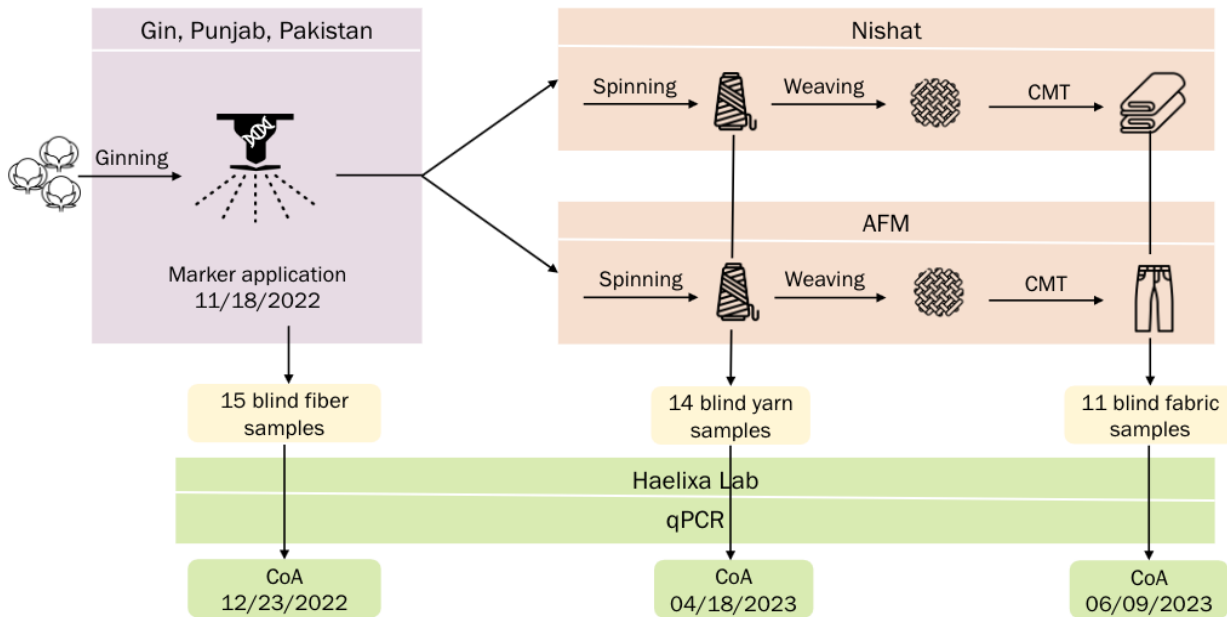 Gin, Punjab, Pakistan
Ginning
Marker application
11/18/2022
Nishat
Spinning
Weaving
CMT
AFM
Spinning
Weaving
CMT
15 blind fiber
samples
14 blind yarn
samples
11 blind fabric
samples
Haelixa Lab
qPCR
CoA
12/23/2022
CoA
04/18/2023
CoA
06/09/2023